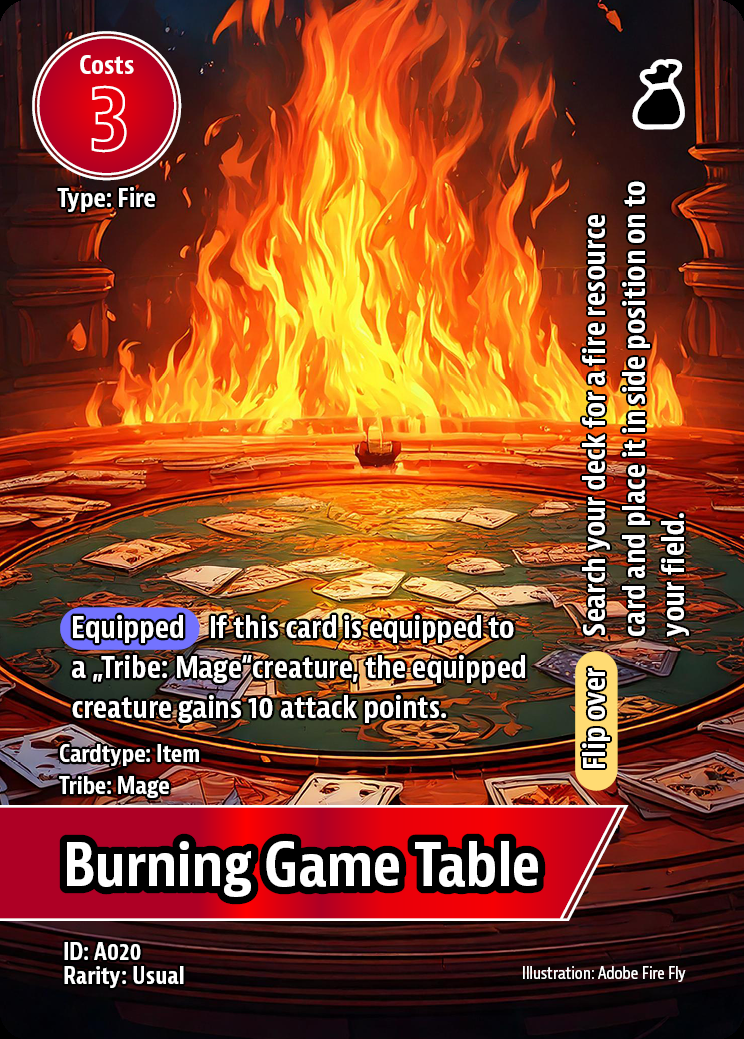 Costs
3
Type: Fire
Search your deck for a fire resource
card and place it in side position on to
your field.
Flip over
Equipped If this card is equipped to
a „Tribe: Mage“creature, the equipped
creature gains 10 attack points.
Cardtype: Item
Tribe: Mage
Burning Game Table
ID: A020
Rarity: Usual
Illustration: Adobe Fire Fly